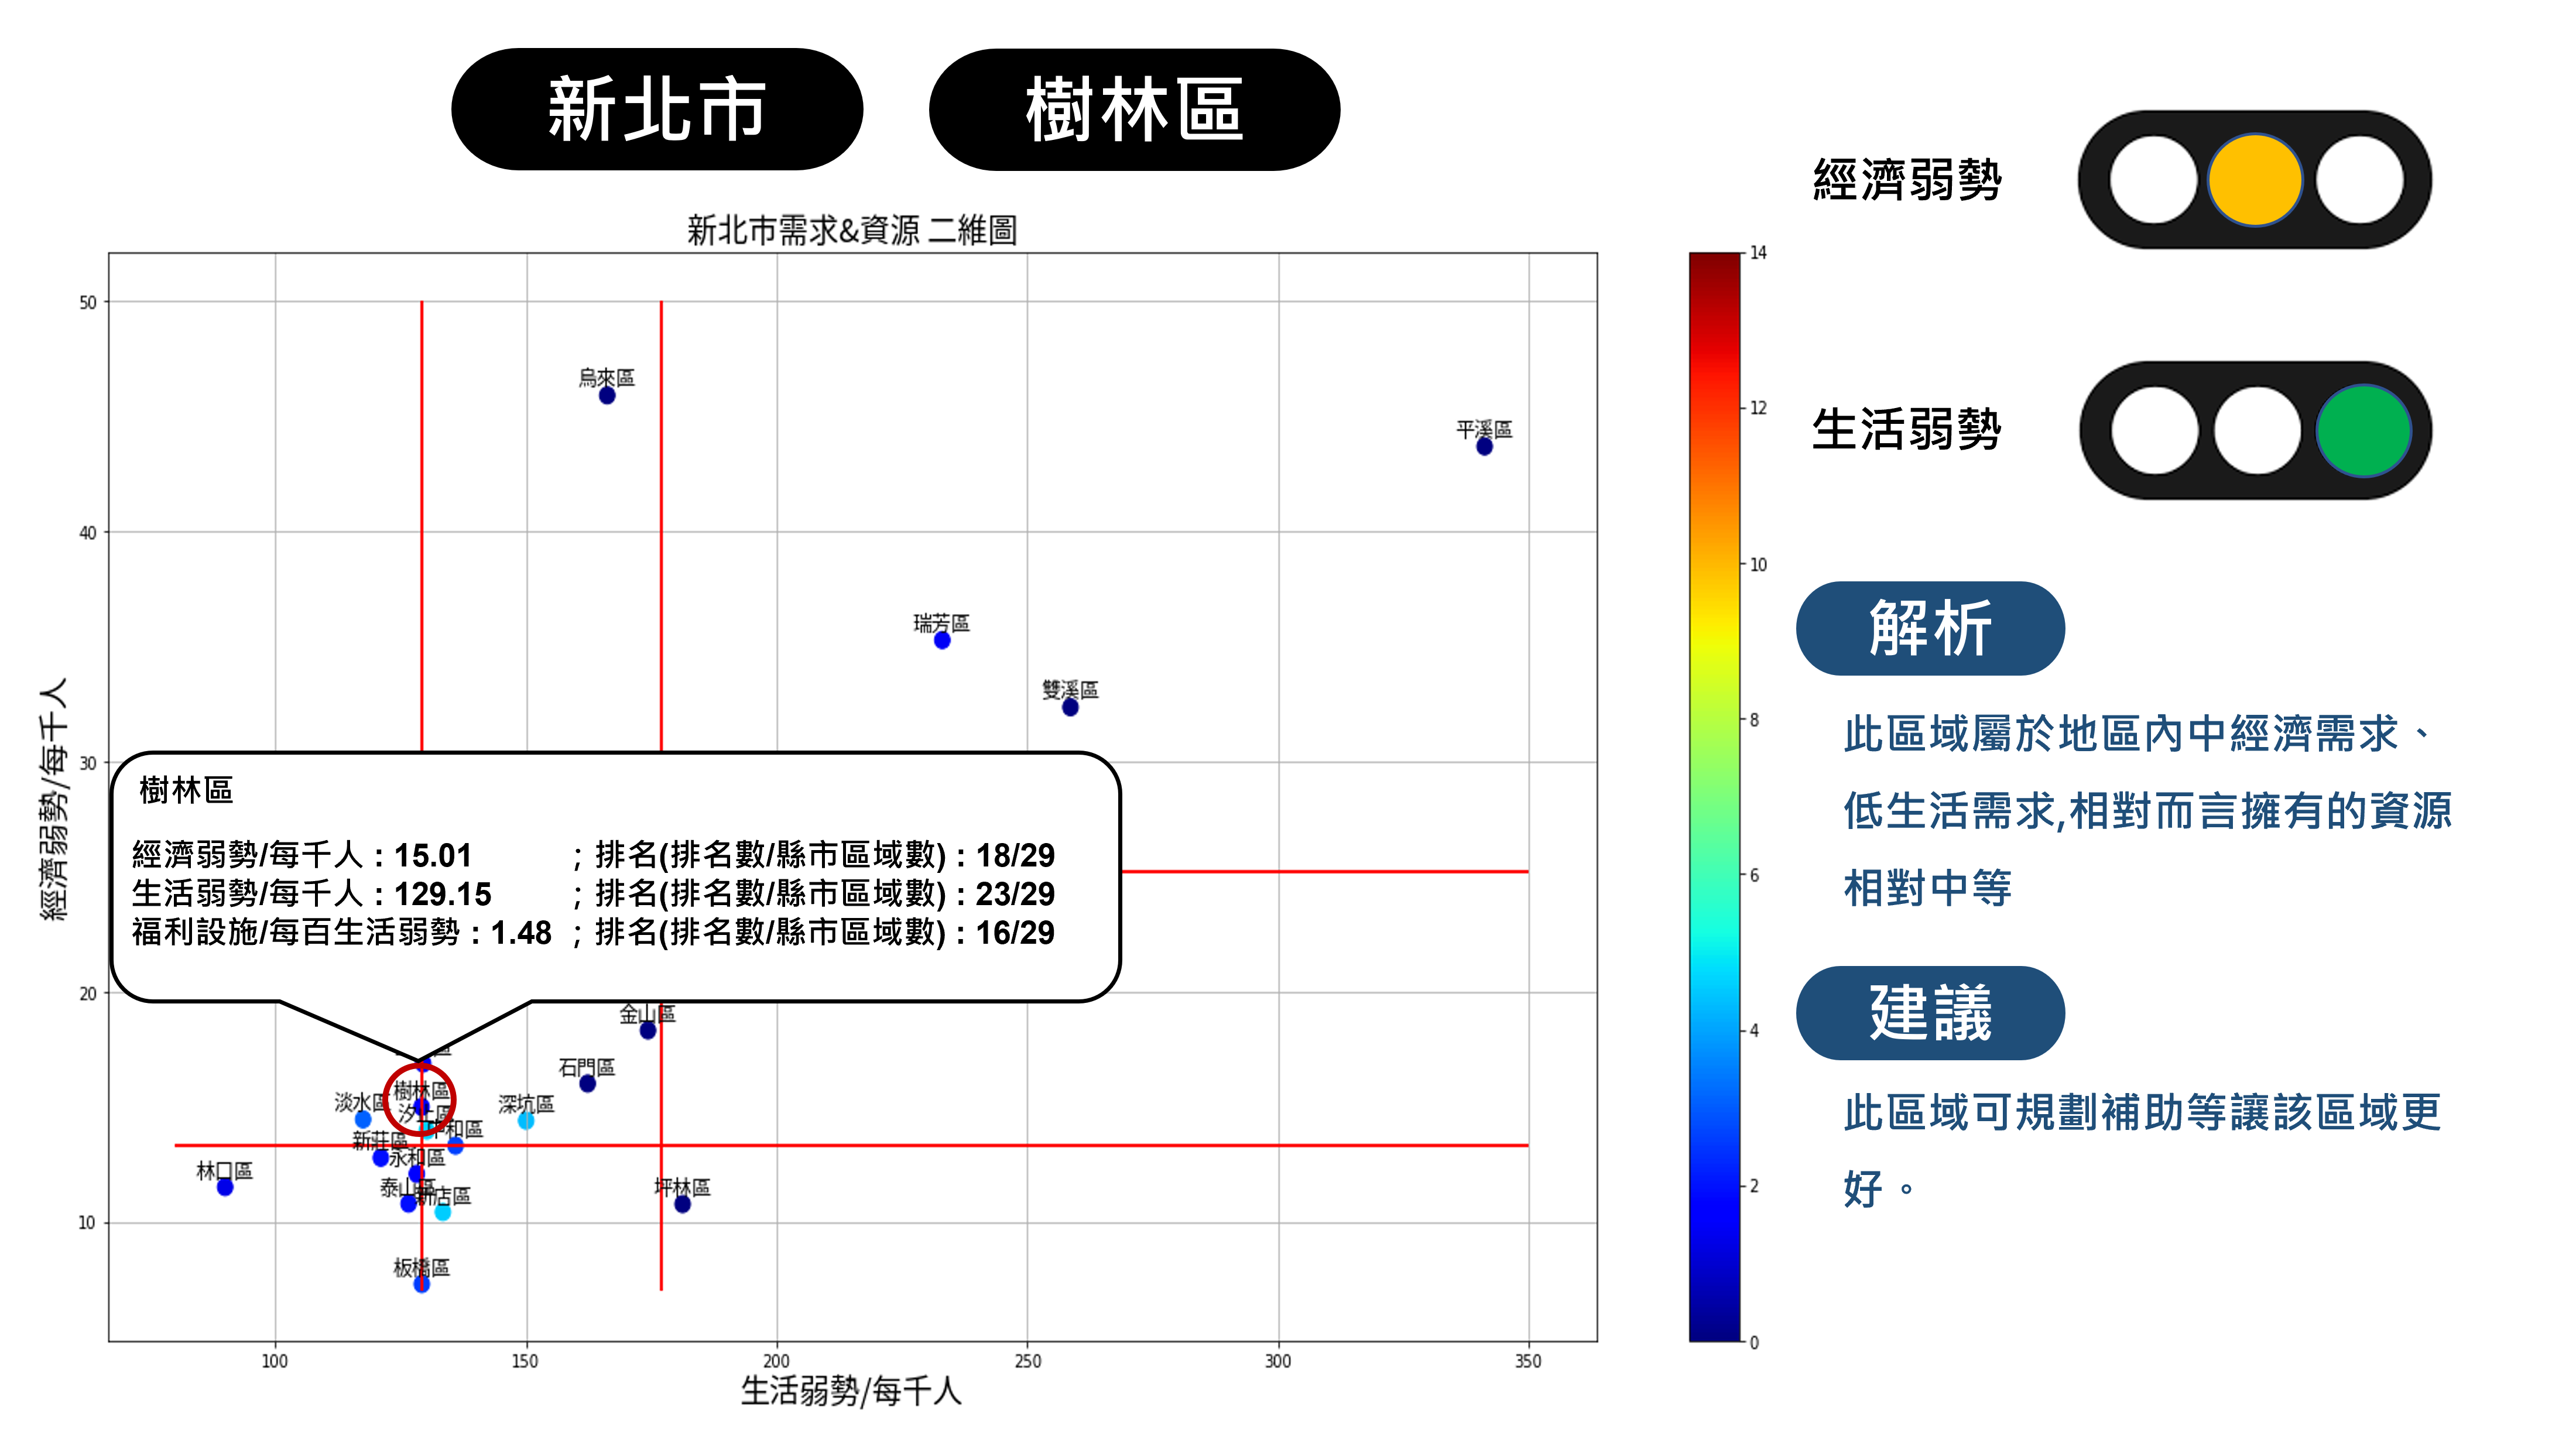 新北市
樹林區
新北市需求&資源 二維圖
經濟弱勢
生活弱勢
經濟弱勢/每千人
50
40
30
20
10
烏來區
平溪區
瑞芳區
雙溪區
樹林區
經濟弱勢/每千人 : 15.01 ; 排名(排名數/縣市區域數) : 18/29
生活弱勢/每千人 : 129.15 ; 排名(排名數/縣市區域數) : 23/29
福利設施/每百生活弱勢 : 1.48 ; 排名(排名數/縣市區域數) : 16/29
金山區
區
石門區
樹林區
淡水區
深坑區
汐止區
中和區
新莊區
永和區
林口區
泰山區
新店區
坪林區
板橋區
100
150
200
250
300
350
生活弱勢/每千人
14
12
10
8
6
4
2
0
解析
此區域屬於地區內中經濟需求、
低生活需求,相對而言擁有的資源
相對中等
建議
此區域可規劃補助等讓該區域更
好。